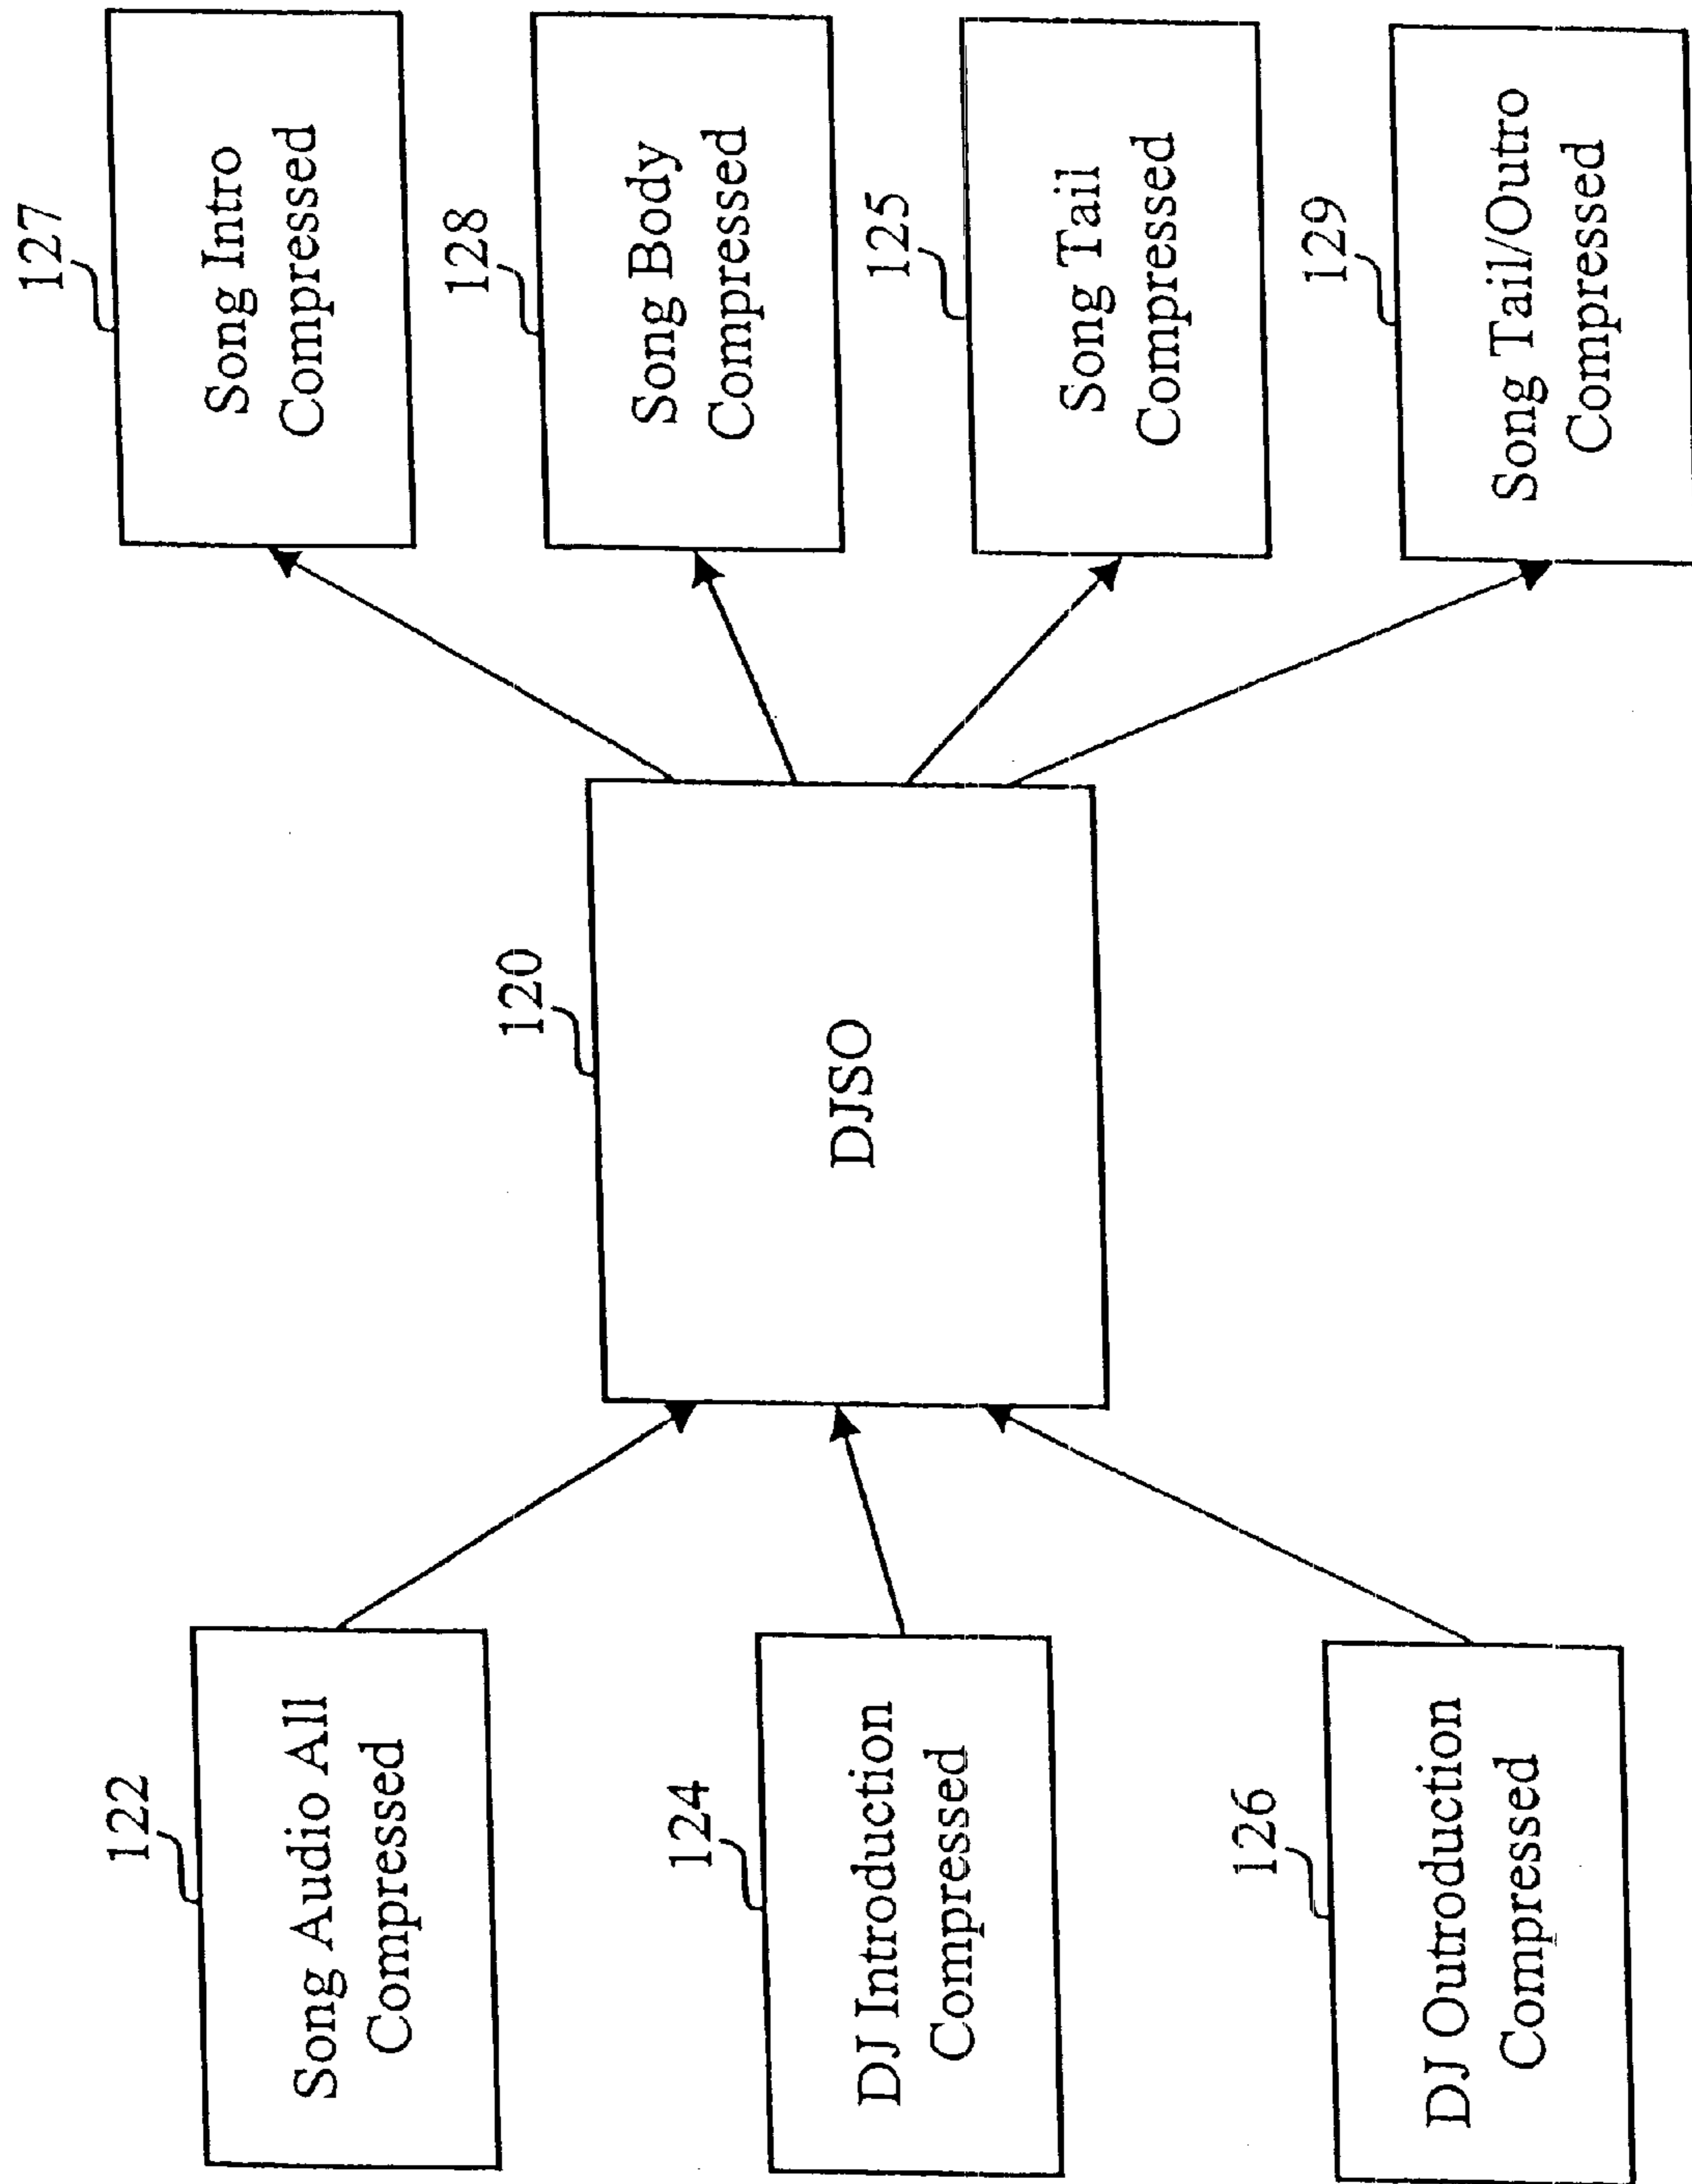 122
Song Audio All
Compressed
124
DJ Introduction
Compressed
126
DJ Outroduction
Compressed
120
DJSO
127
Song Intro
Compressed
128
Song Body
Compressed
125
Song Tail
Compressed
129
Song Tail/Outro
Compressed